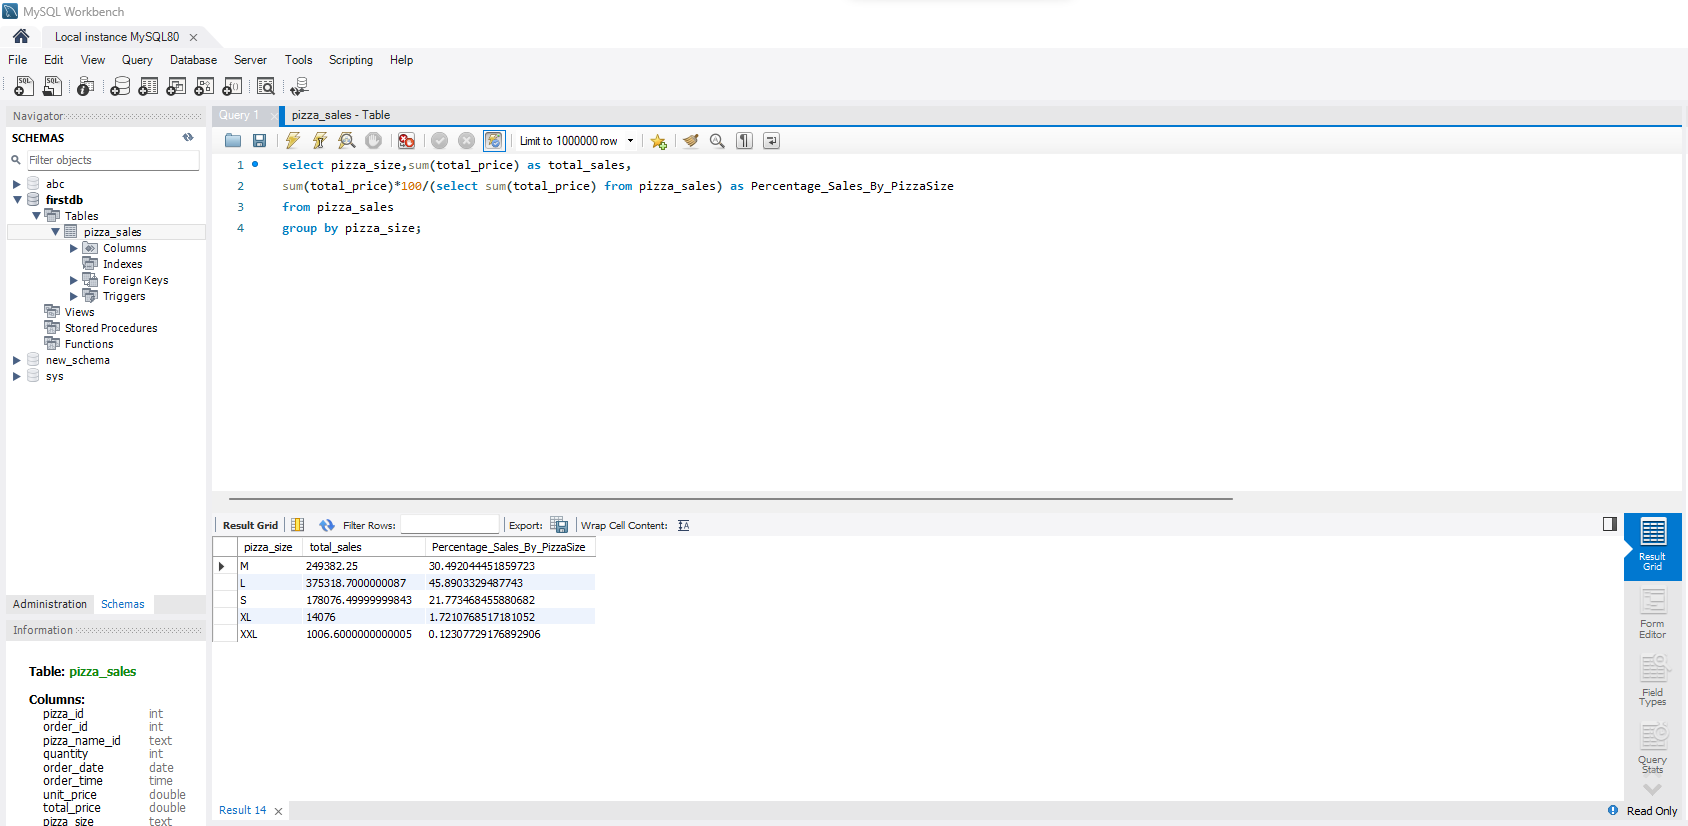 MySQL Workbench
Local instance MySQL80
File Edit View Query Database Server Tools Scripting Help
Navigator
SCHEMAS
Filter objects
abc
firstdb
Tables
pizza_sales
Columns
Indexes
Foreign Keys
Triggers
Views
Stored Procedures
Functions
new_schema
sys
Administration Schemas
Information
Table: pizza_sales
Columns:
pizza_id int
order_id int
pizza_name_id text
quantity int
order_date date
order_time time
unit_price double
total_price double
pizza_size text
Query 1 pizza_sales - Table
Limit to 1000000 row
1 select pizza_size,sum(total_price) as total_sales,
2 sum(total_price)*100/(select sum(total_price) from pizza_sales) as Percentage_Sales_By_PizzaSize
3 from pizza_sales
4 group by pizza_size;
Result Grid Filter Rows: Export: Wrap Cell Content:
pizza_size total_sales Percentage_Sales_By_PizzaSize
M 249382.25 30.492044451859723
L 375318.7000000087 45.8903329487743
S 178076.49999999843 21.773468455880682
XL 14076 1.7210768517181052
XXL 1006.6000000000005 0.12307729176892906
Result
Grid
Form
Editor
Field
Types
Query
Stats
Result 14
Read Only